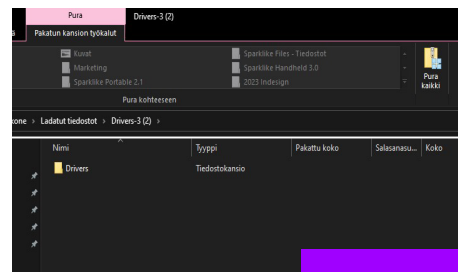 Pura Drivers-3 (2)
ä Pakatun kansion työkalut
Kuvat Sparklike Files - Tiedostot
Marketing Sparklike Handheld 3.0
Sparklike Portable 2.1 2023 Indesign
Pura kaikki
Pura kohteeseen
kone › Ladatut tiedostot › Drivers-3 (2) ›
Nimi Tyyppi Pakattu koko Salasanasu... Koko
Drivers Tiedostokansio